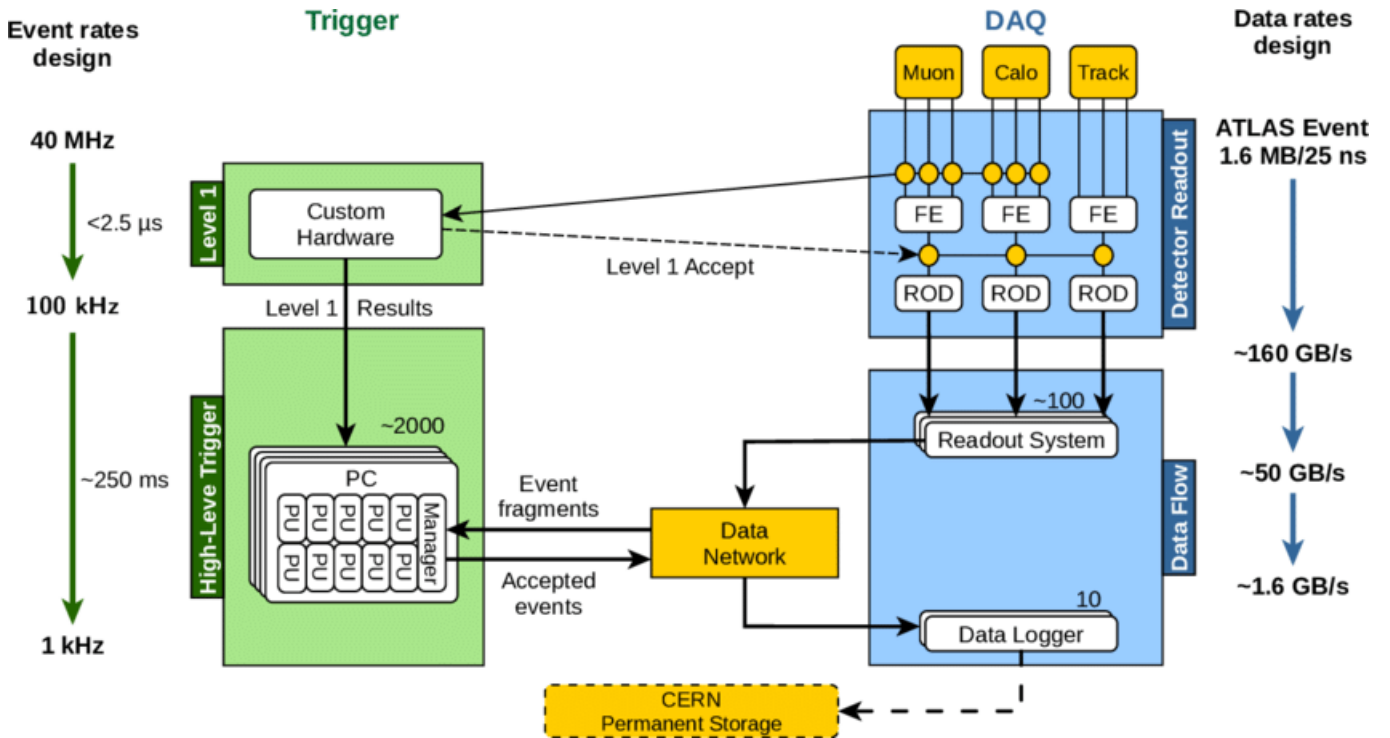 Event rates
design
Trigger
DAQ
Data rates
design
Muon
Calo
Track
40 MHz
ATLAS Event
1.6 MB/25 ns
Level 1
Custom
Hardware
<2.5 µs
FE
FE
FE
Level 1 Accept
Detector Readout
ROD
ROD
ROD
100 kHz
Level 1
Results
~160 GB/s
~100
Readout System
~2000
PC
~250 ms
High-Leve Trigger
PU
PU
PU
PU
PU
PU
PU
PU
PU
PU
Manager
Event
fragments
Data
Network
Accepted
events
~50 GB/s
Data Flow
~1.6 GB/s
10
Data Logger
1 kHz
CERN
Permanent Storage